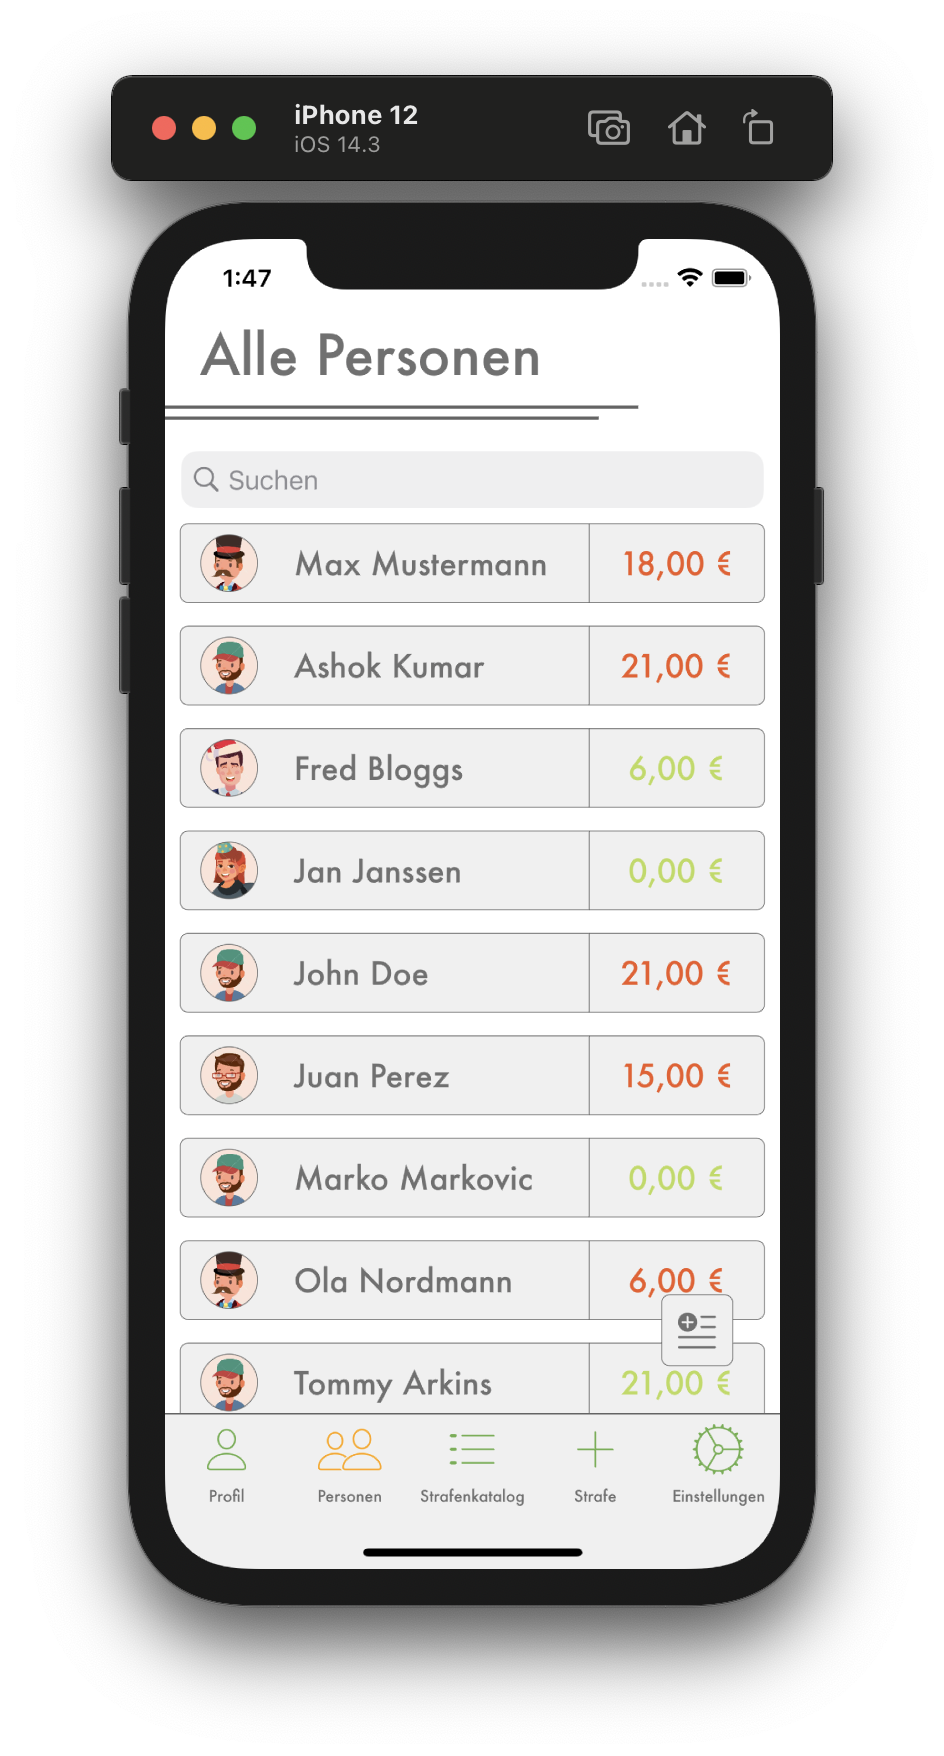 iPhone 12
iOS 14.3
1:47
Alle Personen
Suchen
Max Mustermann 18,00 €
Ashok Kumar 21,00 €
Fred Bloggs 6,00 €
Jan Janssen 0,00 €
John Doe 21,00 €
Juan Perez 15,00 €
Marko Markovic 0,00 €
Ola Nordmann 6,00 €
Tommy Arkins 21,00 €
Profil Personen Strafenkatalog Strafe Einstellungen